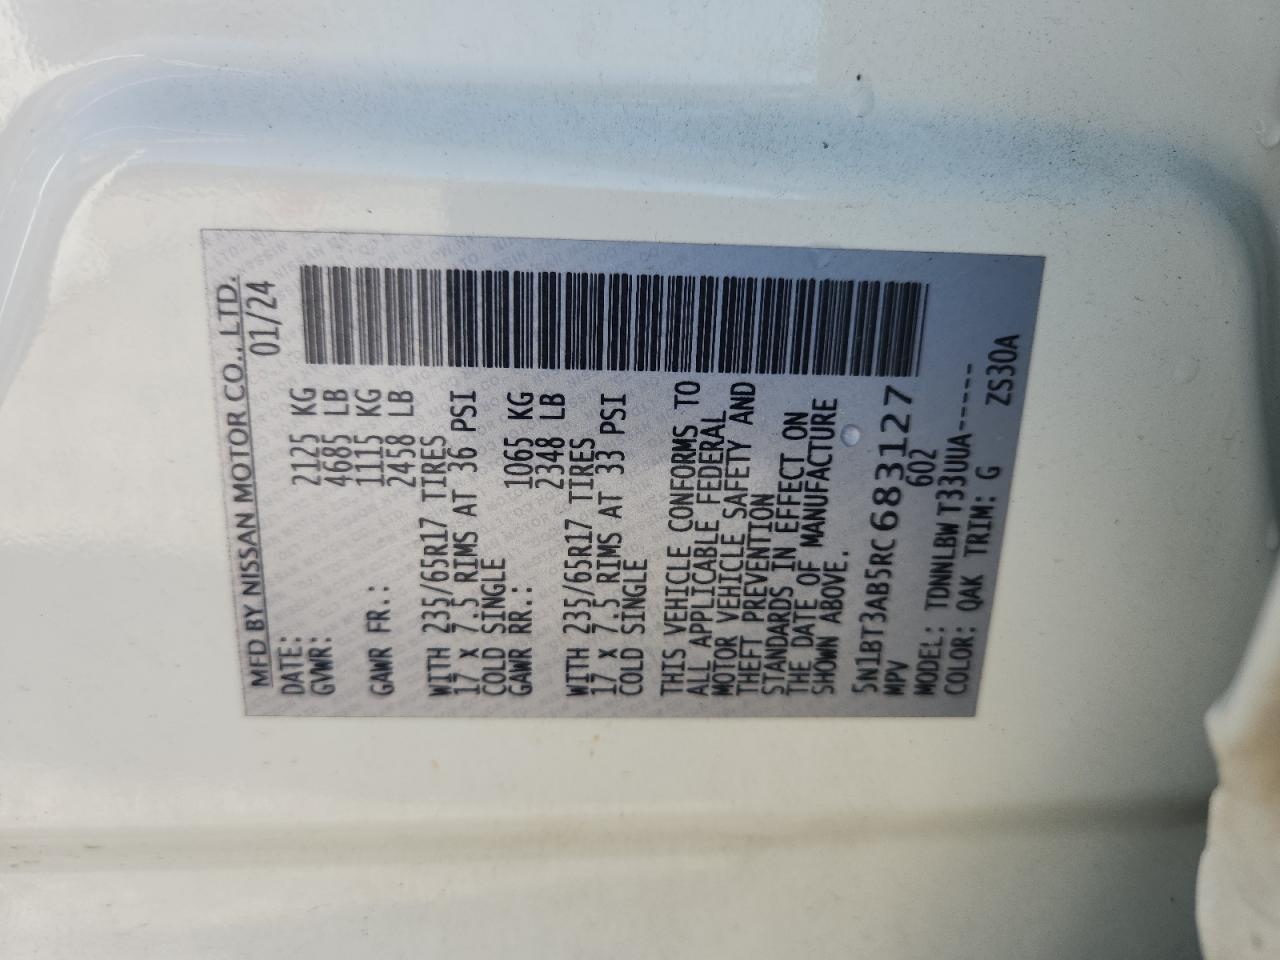 MFD BY NISSAN MOTOR CO., LTD.
DATE: 01/24
GVWR: 2125 KG
4685 LB
GAWR FR.: 1115 KG
2458 LB
WITH 235/65R17 TIRES
17 X 7.5 RIMS AT 36 PSI
COLD SINGLE
GAWR RR.: 1065 KG
2348 LB
WITH 235/65R17 TIRES
17 X 7.5 RIMS AT 33 PSI
COLD SINGLE
THIS VEHICLE CONFORMS TO
ALL APPLICABLE FEDERAL
MOTOR VEHICLE SAFETY AND
THEFT PREVENTION
STANDARDS IN EFFECT ON
THE DATE OF MANUFACTURE
SHOWN ABOVE.
5N1BT3AB5RC683127
MPV 602
MODEL: TDNNLBW T33UUA-----
COLOR: QAK TRIM: G ZS30A